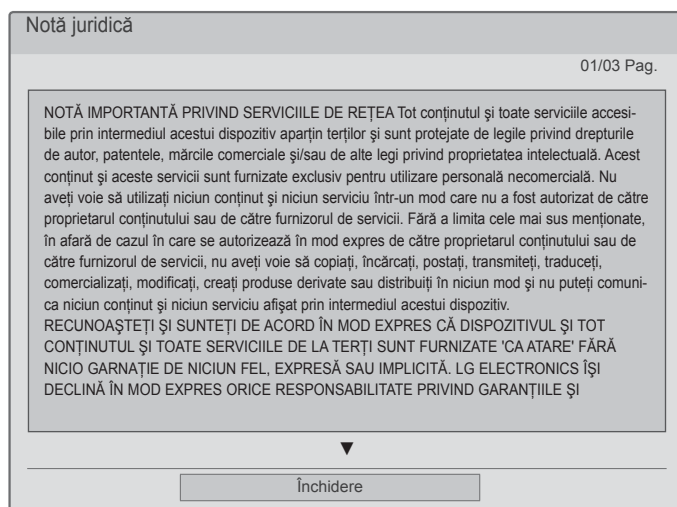 Notă juridică
01/03 Pag.
NOTĂ IMPORTANTĂ PRIVIND SERVICIILE DE REȚEA Tot conținutul și toate serviciile accesi-
bile prin intermediul acestui dispozitiv aparțin terților și sunt protejate de legile privind drepturile
de autor, patentele, mărcile comerciale și/sau de alte legi privind proprietatea intelectuală. Acest
conținut și aceste servicii sunt furnizate exclusiv pentru utilizare personală necomercială. Nu
aveți voie să utilizați niciun conținut și niciun serviciu într-un mod care nu a fost autorizat de către
proprietarul conținutului sau de către furnizorul de servicii. Fără a limita cele mai sus menționate,
în afară de cazul în care se autorizează în mod expres de către proprietarul conținutului sau de
către furnizorul de servicii, nu aveți voie să copiați, încărcați, postați, transmiteți, traduceți,
comercializați, modificați, creați produse derivate sau distribuiți în niciun mod și nu puteți comuni-
ca niciun conținut și niciun serviciu afișat prin intermediul acestui dispozitiv.
RECUNOAȘTEȚI ȘI SUNTEȚI DE ACORD ÎN MOD EXPRES CĂ DISPOZITIVUL ȘI TOT
CONȚINUTUL ȘI TOATE SERVICIILE DE LA TERȚI SUNT FURNIZATE 'CA ATARE' FĂRĂ
NICIO GARNAȚIE DE NICIUN FEL, EXPRESĂ SAU IMPLICITĂ. LG ELECTRONICS ÎȘI
DECLINĂ ÎN MOD EXPRES ORICE RESPONSABILITATE PRIVIND GARANȚIILE ȘI
▼
Închidere